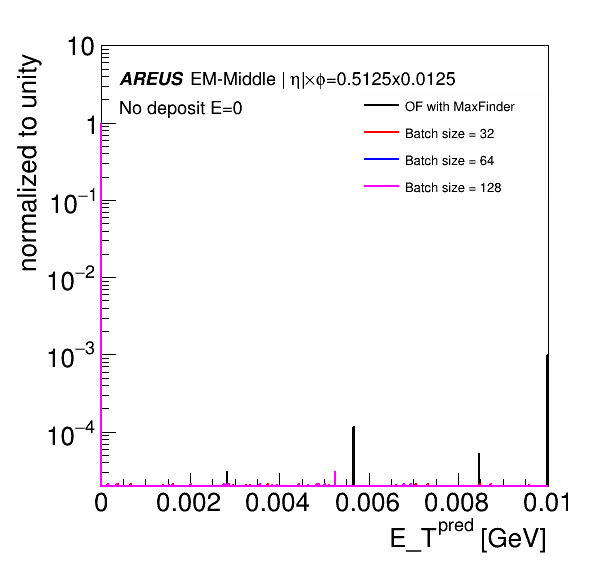 normalized to unity
10
1
10⁻¹
10⁻²
10⁻³
10⁻⁴
AREUS EM-Middle | η|×ϕ=0.5125x0.0125
No deposit E=0
OF with MaxFinder
Batch size = 32
Batch size = 64
Batch size = 128
0 0.002 0.004 0.006 0.008 0.01
E_T^pred [GeV]